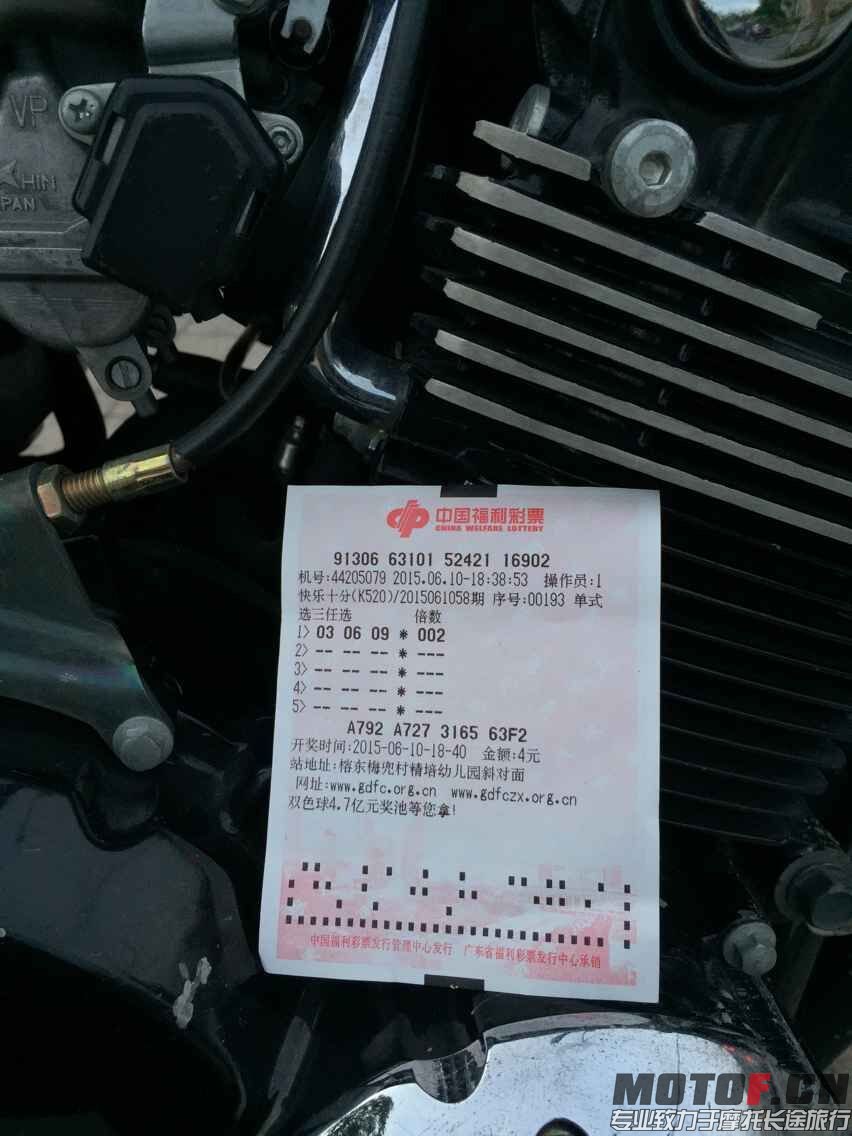 VP
HIN
PAN
中国福利彩票
CHINA WELFARE LOTTERY
91306 63101 52421 16902
机号:44205079 2015.06.10-18:38:53 操作员:1
快乐十分(K520)/2015061058期 序号:00193 单式
选三任选 倍数
1> 03 06 09 * 002
2> -- -- -- * ---
3> -- -- -- * ---
4> -- -- -- * ---
5> -- -- -- * ---
A792 A727 3165 63F2
开奖时间:2015-06-10-18-40 金额:4元
站地址:榕东梅兜村精培幼儿园斜对面
网址:www.gdfc.org.cn www.gdfczx.org.cn
双色球4.7亿元奖池等您拿!
中国福利彩票发行管理中心发行 广东省福利彩票发行中心承销
MOTOF.CN
专业致力于摩托长途旅行